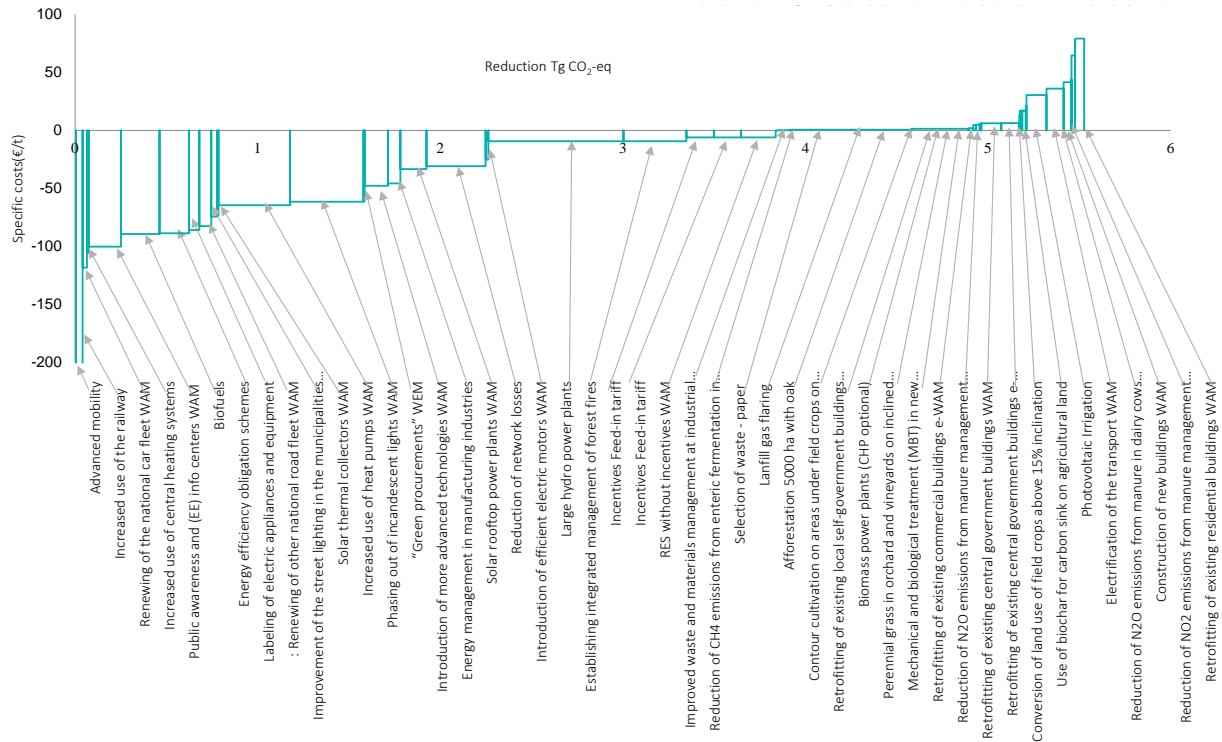 100
50
0
-50
-100
-150
-200
Specific costs(€/t)
Reduction Tg CO₂-eq
0
1
2
3
4
5
6
Advanced mobility
Increased use of the railway
Renewing of the national car fleet WAM
Increased use of central heating systems
Public awareness and (EE) info centers WAM
Biofuels
Energy efficiency obligation schemes
Labeling of electric appliances and equipment
: Renewing of other national road fleet WAM
Improvement of the street lighting in the municipalities...
Solar thermal collectors WAM
Increased use of heat pumps WAM
Phasing out of incandescent lights WAM
“Green procurements” WEM
Introduction of more advanced technologies WAM
Energy management in manufacturing industries
Solar rooftop power plants WAM
Reduction of network losses
Introduction of efficient electric motors WAM
Large hydro power plants
Establishing integrated management of forest fires
Incentives Feed-in tariff
Incentives Feed-in tariff
RES without incentives WAM
Improved waste and materials management at industrial...
Reduction of CH4 emissions from enteric fermentation in...
Selection of waste - paper
Lanfill gas flaring
Afforestation 5000 ha with oak
Contour cultivation on areas under field crops on...
Retrofitting of existing local self-government buildings...
Biomass power plants (CHP optional)
Perennial grass in orchard and vineyards on inclined...
Mechanical and biological treatment (MBT) in new...
Retrofitting of existing commercial buildings e-WAM
Reduction of N2O emissions from manure management...
Retrofitting of existing central government buildings WAM
Retrofitting of existing central government buildings e-...
Conversion of land use of field crops above 15% inclination
Use of biochar for carbon sink on agricultural land
Photovoltaic Irrigation
Electrification of the transport WAM
Reduction of N2O emissions from manure in dairy cows...
Construction of new buildings WAM
Reduction of NO2 emissions from manure management...
Retrofitting of existing residential buildings WAM